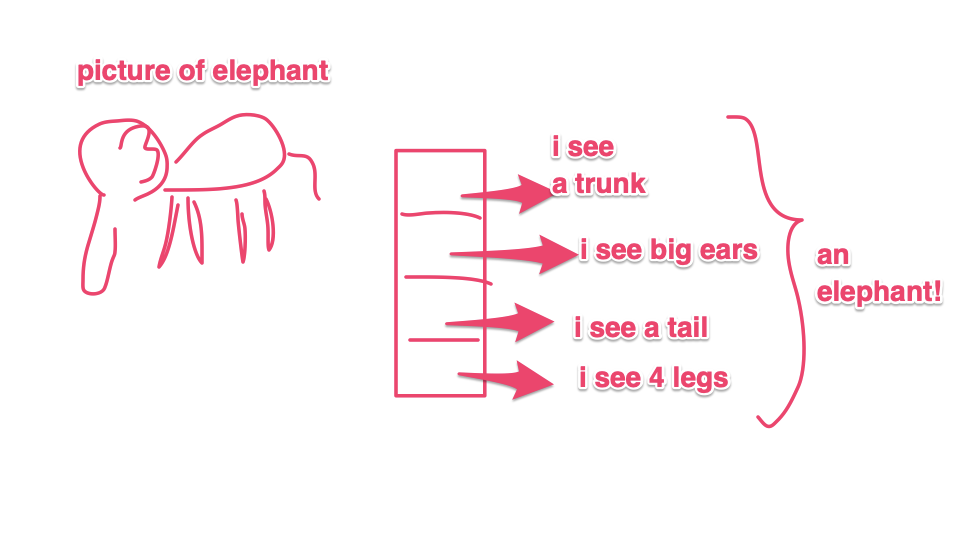 picture of elephant
i see
a trunk
i see big ears
i see a tail
i see 4 legs
an
elephant!